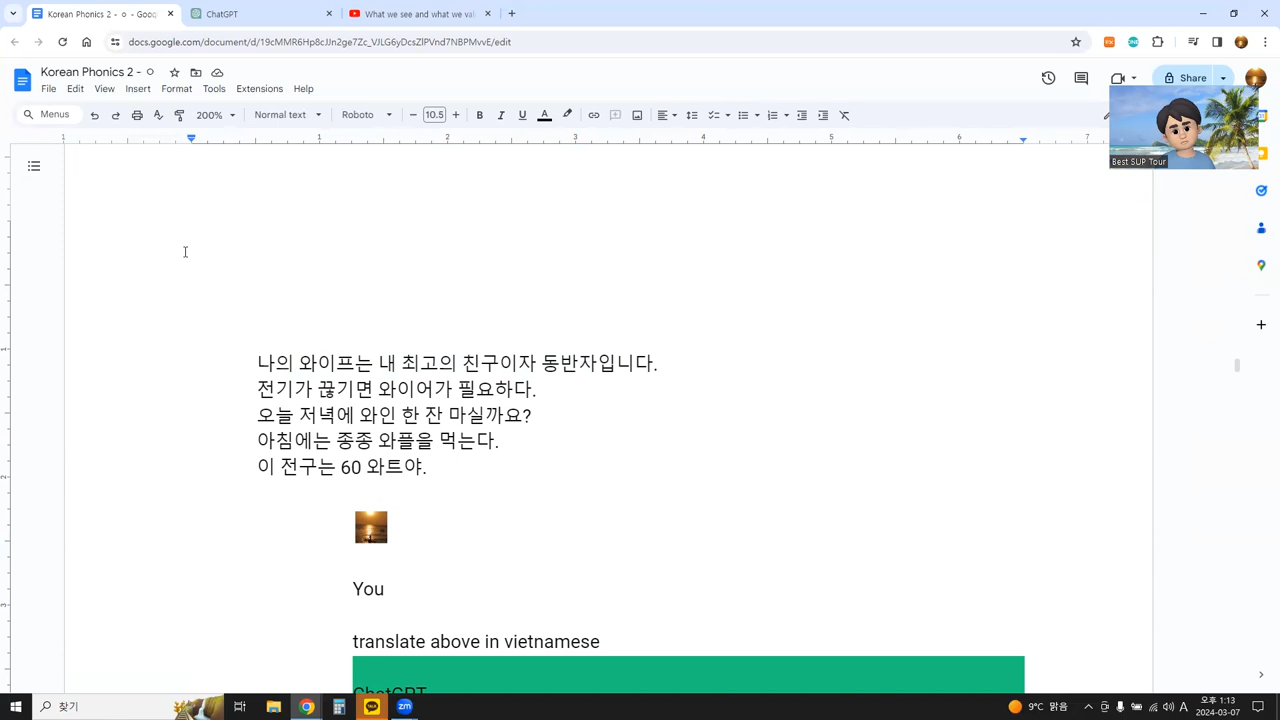 Korean Phonics 2 - ㅇ - Goog
ChatGPT
What we see and what we val
docs.google.com/document/d/19cMMR6Hp8cJJn2ge7Zc_VJLG6yDcsZlPVnd7NBPMvvE/edit
Korean Phonics 2 - ㅇ
File Edit View Insert Format Tools Extensions Help
Share
Menus 200% Normal text Roboto 10.5
Best SUP Tour
나의 와이프는 내 최고의 친구이자 동반자입니다.
전기가 끊기면 와이어가 필요하다.
오늘 저녁에 와인 한 잔 마실까요?
아침에는 종종 와플을 먹는다.
이 전구는 60 와트야.
You
translate above in vietnamese
ChatGPT
찾기
9℃ 맑음
A
오후 1:13
2024-03-07